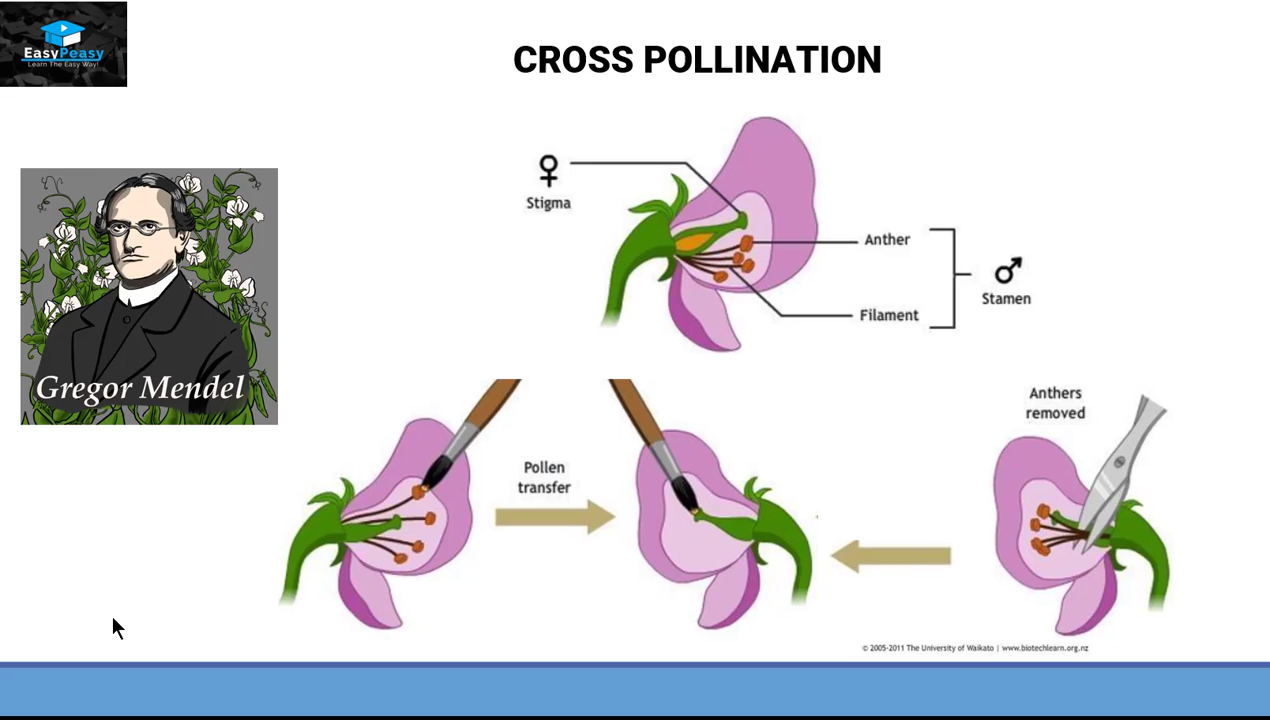 EasyPeasy
Learn The Easy Way!
CROSS POLLINATION
Stigma
Anther
Filament
Stamen
Gregor Mendel
Pollen
transfer
Anthers
removed
© 2005-2011 The University of Waikato | www.biotechlearn.org.nz